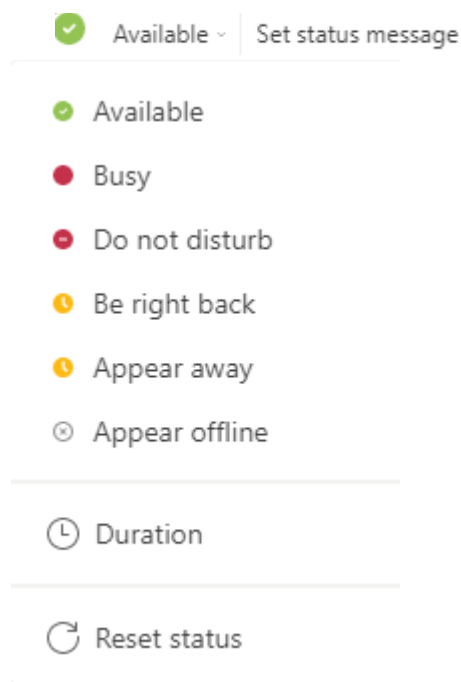 Available Set status message
Available
Busy
Do not disturb
Be right back
Appear away
Appear offline
Duration
Reset status